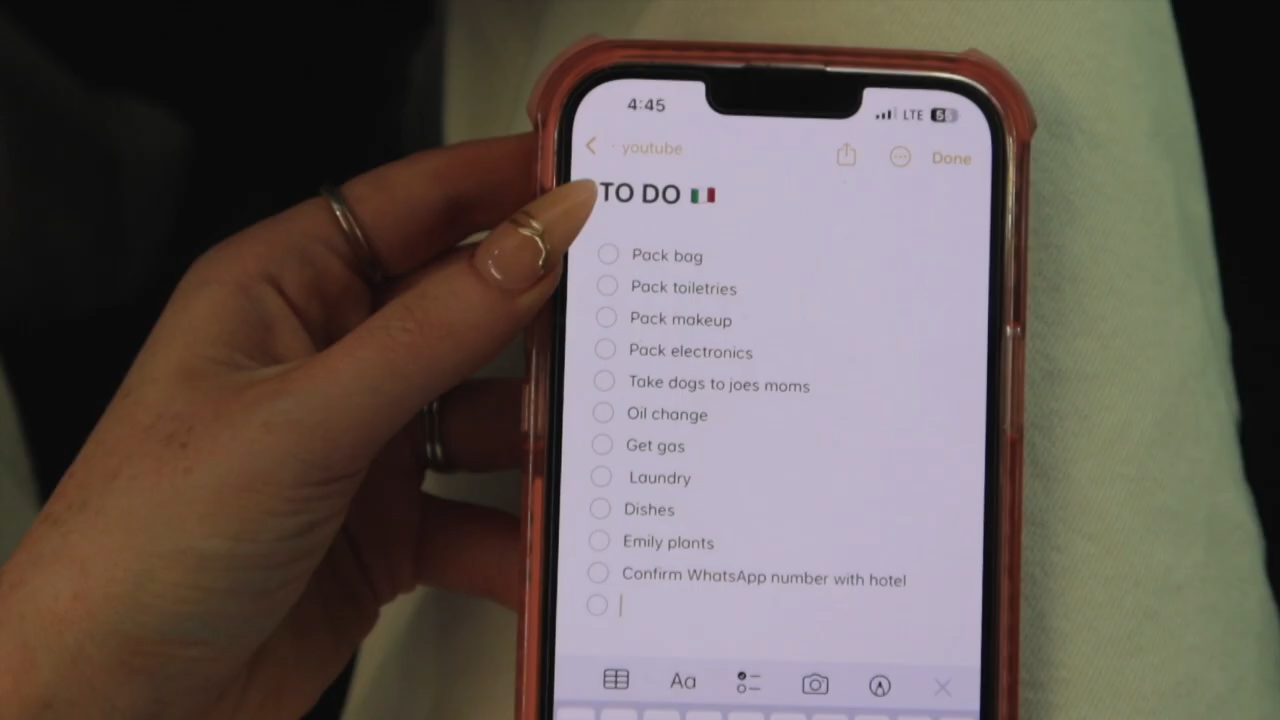 4:45
LTE 56
youtube
Done
TO DO 🇮🇹
Pack bag
Pack toiletries
Pack makeup
Pack electronics
Take dogs to joes moms
Oil change
Get gas
Laundry
Dishes
Emily plants
Confirm WhatsApp number with hotel
Aa